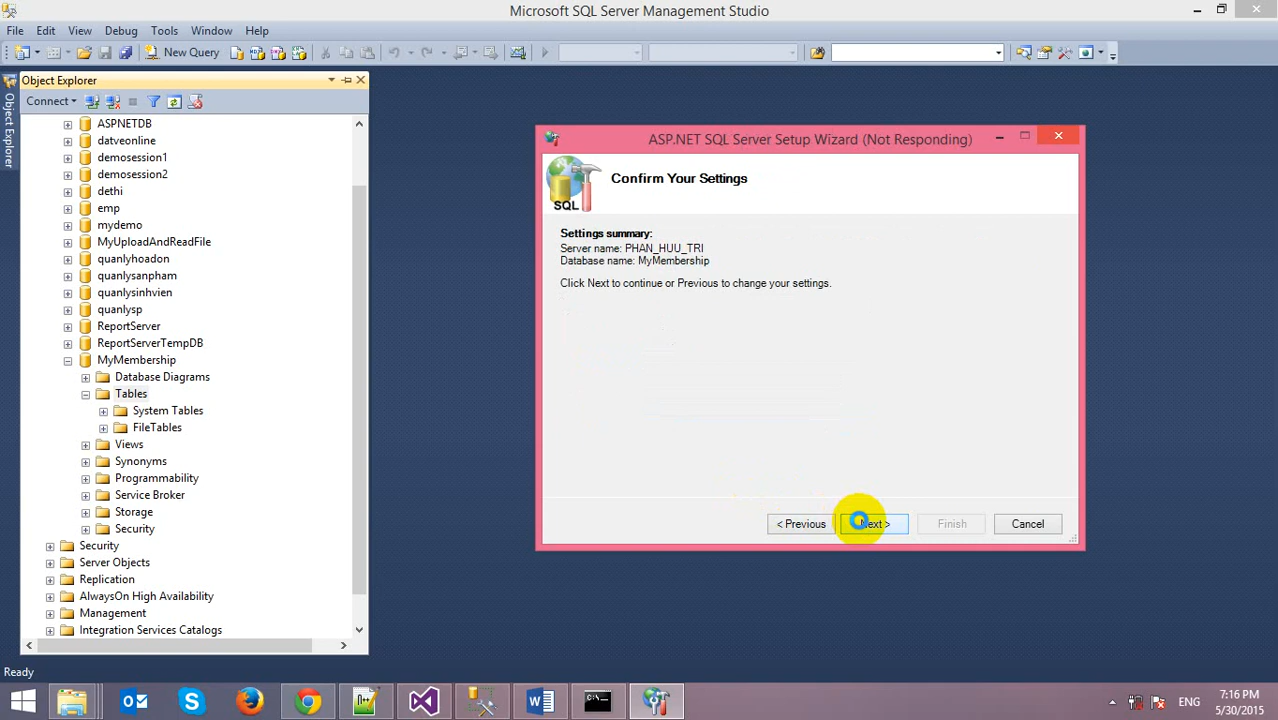 Microsoft SQL Server Management Studio
File Edit View Debug Tools Window Help
New Query
Object Explorer
Object Explorer
Connect
ASPNETDB
datveonline
demosession1
demosession2
dethi
emp
mydemo
MyUploadAndReadFile
quanlyhoadon
quanlysanpham
quanlysinhvien
quanlysp
ReportServer
ReportServerTempDB
MyMembership
Database Diagrams
Tables
System Tables
FileTables
Views
Synonyms
Programmability
Service Broker
Storage
Security
Security
Server Objects
Replication
AlwaysOn High Availability
Management
Integration Services Catalogs
ASP.NET SQL Server Setup Wizard (Not Responding)
SQL
Confirm Your Settings
Settings summary:
Server name: PHAN_HUU_TRI
Database name: MyMembership
Click Next to continue or Previous to change your settings.
< Previous Next > Finish Cancel
Ready
ENG
7:16 PM
5/30/2015